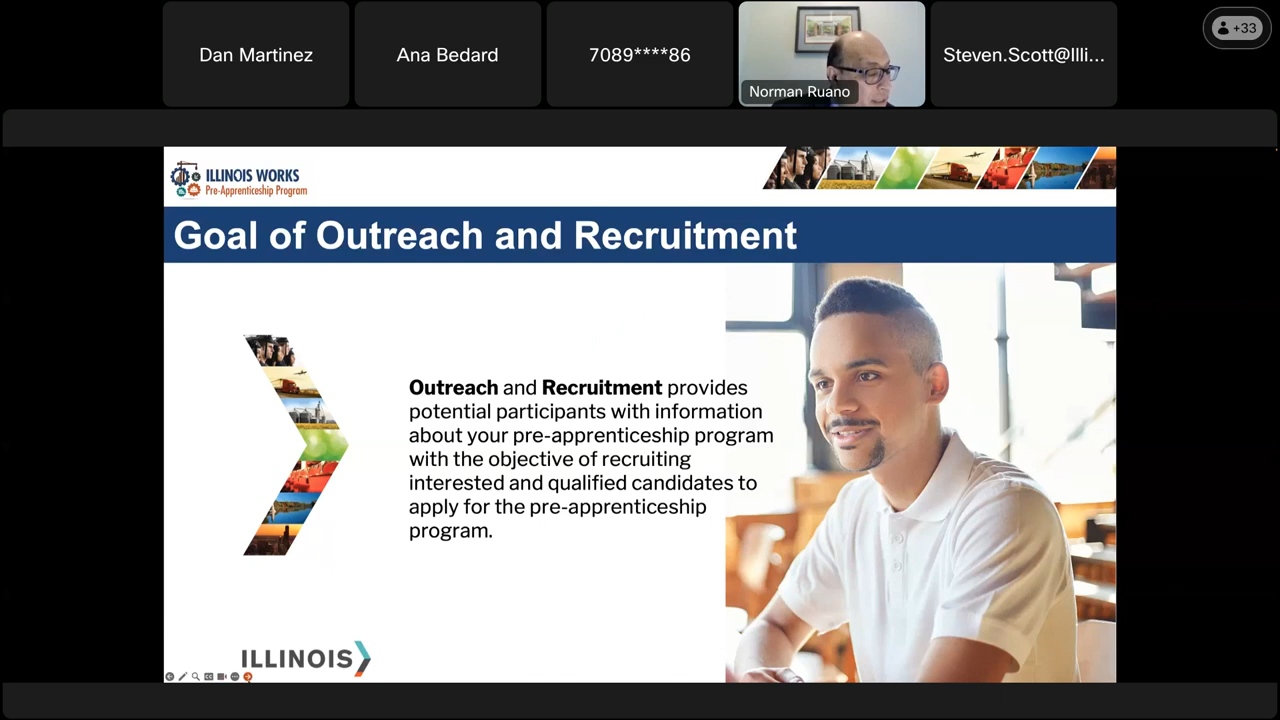 Dan Martinez
Ana Bedard
7089****86
Norman Ruano
Steven.Scott@Illi...
+33
ILLINOIS WORKS
Pre-Apprenticeship Program
Goal of Outreach and Recruitment
Outreach and Recruitment provides
potential participants with information
about your pre-apprenticeship program
with the objective of recruiting
interested and qualified candidates to
apply for the pre-apprenticeship
program.
ILLINOIS